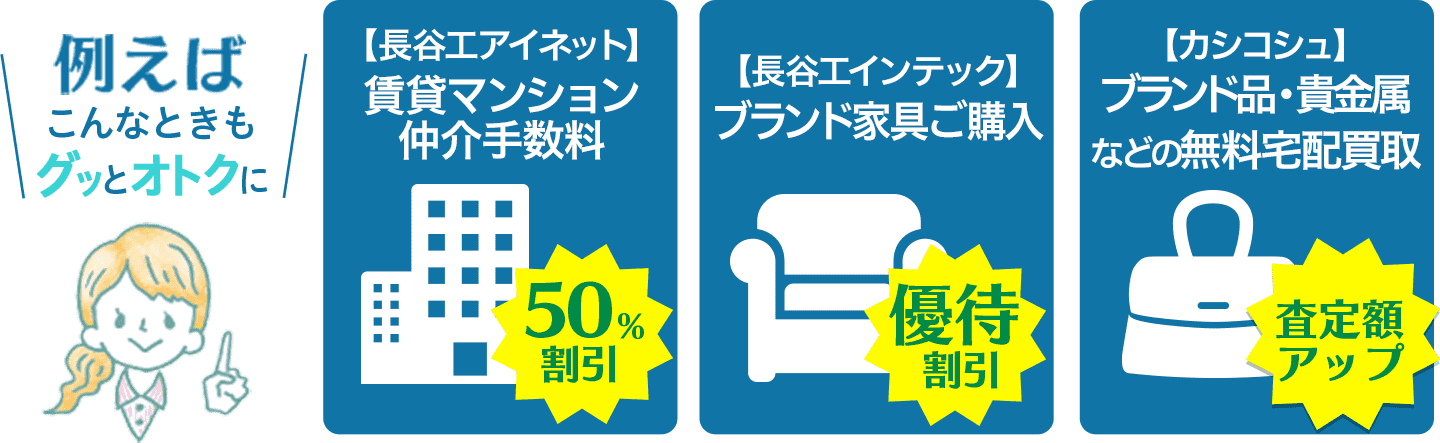 例えば
こんなときも
グッとオトクに
【長谷エアイネット】
賃貸マンション
仲介手数料
50%
割引
【長谷エインテック】
ブランド家具ご購入
優待
割引
【カシコシュ】
ブランド品・貴金属
などの無料宅配買取
査定額
アップ